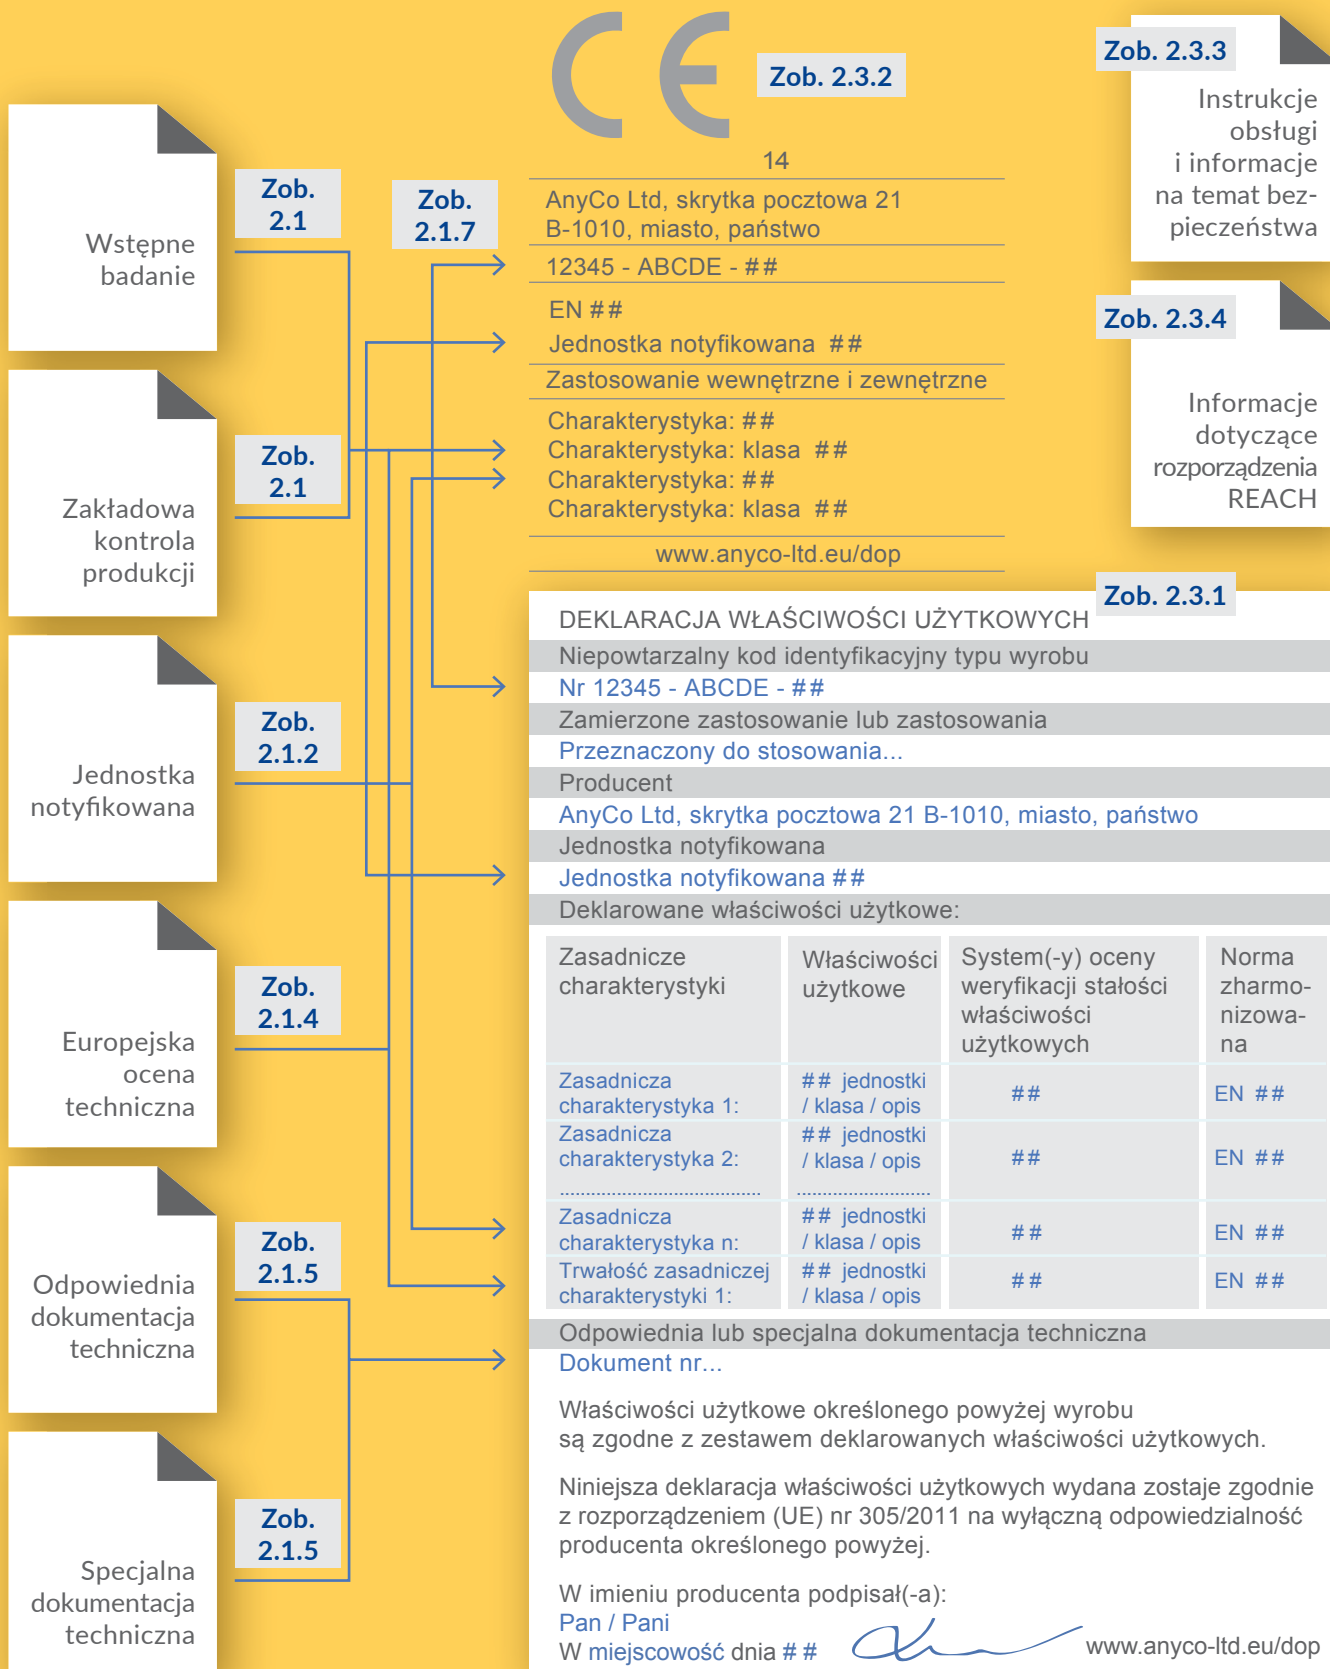 CE
Zob. 2.3.2
14
AnyCo Ltd, skrytka pocztowa 21
B-1010, miasto, państwo
12345 - ABCDE - ##
EN ##
Jednostka notyfikowana ##
Zastosowanie wewnętrzne i zewnętrzne
Charakterystyka: ##
Charakterystyka: klasa ##
Charakterystyka: ##
Charakterystyka: klasa ##
www.anyco-ltd.eu/dop
Zob. 2.3.3
Instrukcje
obsługi
i informacje
na temat bez-
pieczeństwa
Zob. 2.3.4
Informacje
dotyczące
rozporządzenia
REACH
Wstępne
badanie
Zob.
2.1
Zob.
2.1.7
Zakładowa
kontrola
produkcji
Zob.
2.1
Jednostka
notyfikowana
Zob.
2.1.2
Europejska
ocena
techniczna
Zob.
2.1.4
Odpowiednia
dokumentacja
techniczna
Zob.
2.1.5
Specjalna
dokumentacja
techniczna
Zob.
2.1.5
Zob. 2.3.1
DEKLARACJA WŁAŚCIWOŚCI UŻYTKOWYCH
Niepowtarzalny kod identyfikacyjny typu wyrobu
Nr 12345 - ABCDE - ##
Zamierzone zastosowanie lub zastosowania
Przeznaczony do stosowania...
Producent
AnyCo Ltd, skrytka pocztowa 21 B-1010, miasto, państwo
Jednostka notyfikowana
Jednostka notyfikowana ##
Deklarowane właściwości użytkowe:
Zasadnicze
charakterystyki
Właściwości
użytkowe
System(-y) oceny
weryfikacji stałości
właściwości
użytkowych
Norma
zharmo-
nizowa-
na
Zasadnicza
charakterystyka 1:
## jednostki
/ klasa / opis
##
EN ##
Zasadnicza
charakterystyka 2:
## jednostki
/ klasa / opis
##
EN ##
.......................................
..........................
Zasadnicza
charakterystyka n:
## jednostki
/ klasa / opis
##
EN ##
Trwałość zasadniczej
charakterystyki 1:
## jednostki
/ klasa / opis
##
EN ##
Odpowiednia lub specjalna dokumentacja techniczna
Dokument nr...
Właściwości użytkowe określonego powyżej wyrobu
są zgodne z zestawem deklarowanych właściwości użytkowych.
Niniejsza deklaracja właściwości użytkowych wydana zostaje zgodnie
z rozporządzeniem (UE) nr 305/2011 na wyłączną odpowiedzialność
producenta określonego powyżej.
W imieniu producenta podpisał(-a):
Pan / Pani
W miejscowość dnia ##
www.anyco-ltd.eu/dop